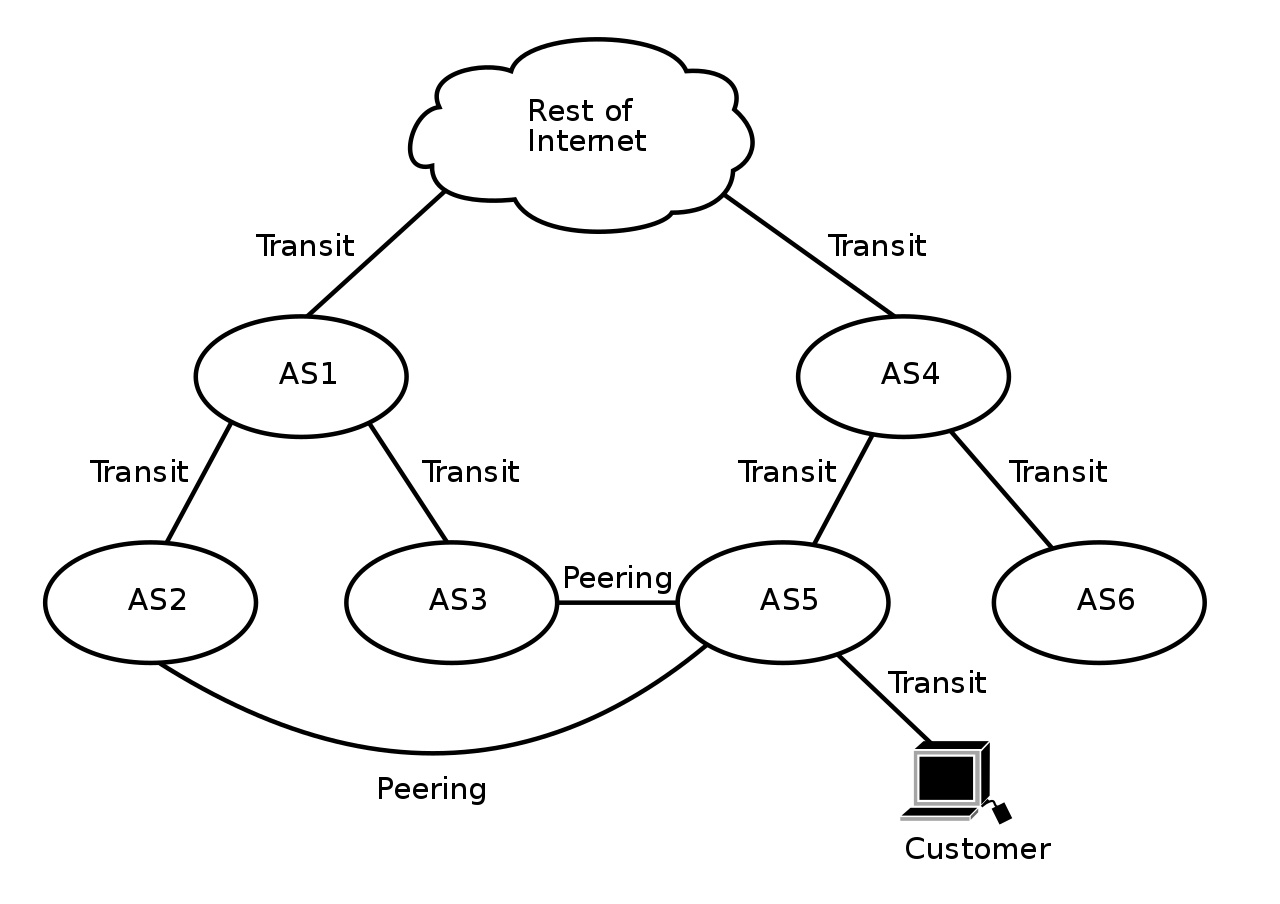 Rest of
Internet
Transit
Transit
AS1
AS4
Transit
Transit
Transit
Transit
Peering
AS2
AS3
AS5
AS6
Transit
Peering
Customer